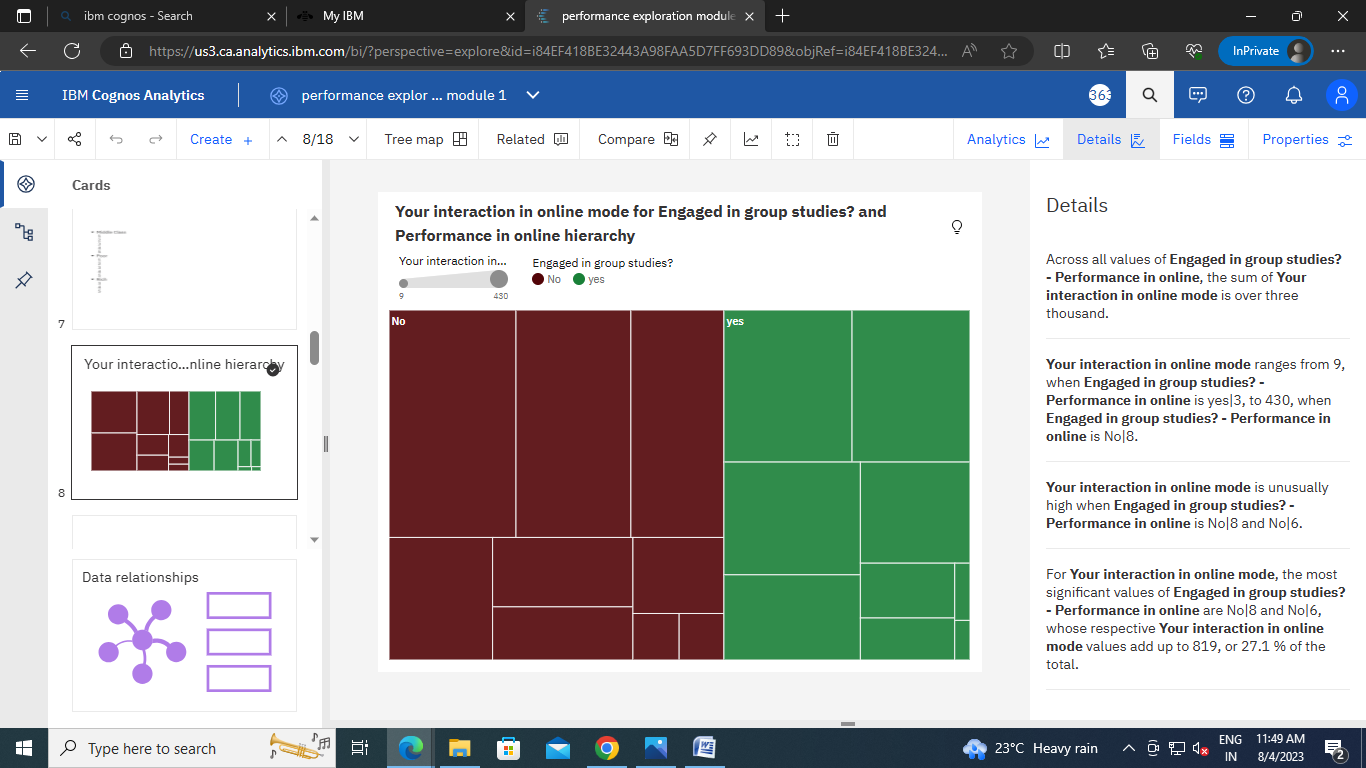 ibm cognos - Search
My IBM
performance exploration module
https://us3.ca.analytics.ibm.com/bi/?perspective=explore&id=i84EF418BE32443A98FAA5D7FF693DD89&objRef=i84EF418BE324...
InPrivate
IBM Cognos Analytics
performance explor ... module 1
363
Create +
8/18
Tree map
Related
Compare
Analytics
Details
Fields
Properties
Cards
7
Your interactio...nline hierarchy
8
Data relationships
Your interaction in online mode for Engaged in group studies? and
Performance in online hierarchy
Your interaction in...
9
430
Engaged in group studies?
No
yes
No
yes
Details
Across all values of Engaged in group studies?
- Performance in online, the sum of Your
interaction in online mode is over three
thousand.
Your interaction in online mode ranges from 9,
when Engaged in group studies? -
Performance in online is yes|3, to 430, when
Engaged in group studies? - Performance in
online is No|8.
Your interaction in online mode is unusually
high when Engaged in group studies? -
Performance in online is No|8 and No|6.
For Your interaction in online mode, the most
significant values of Engaged in group studies?
- Performance in online are No|8 and No|6,
whose respective Your interaction in online
mode values add up to 819, or 27.1 % of the
total.
Type here to search
23°C Heavy rain
ENG
IN
11:49 AM
8/4/2023
2